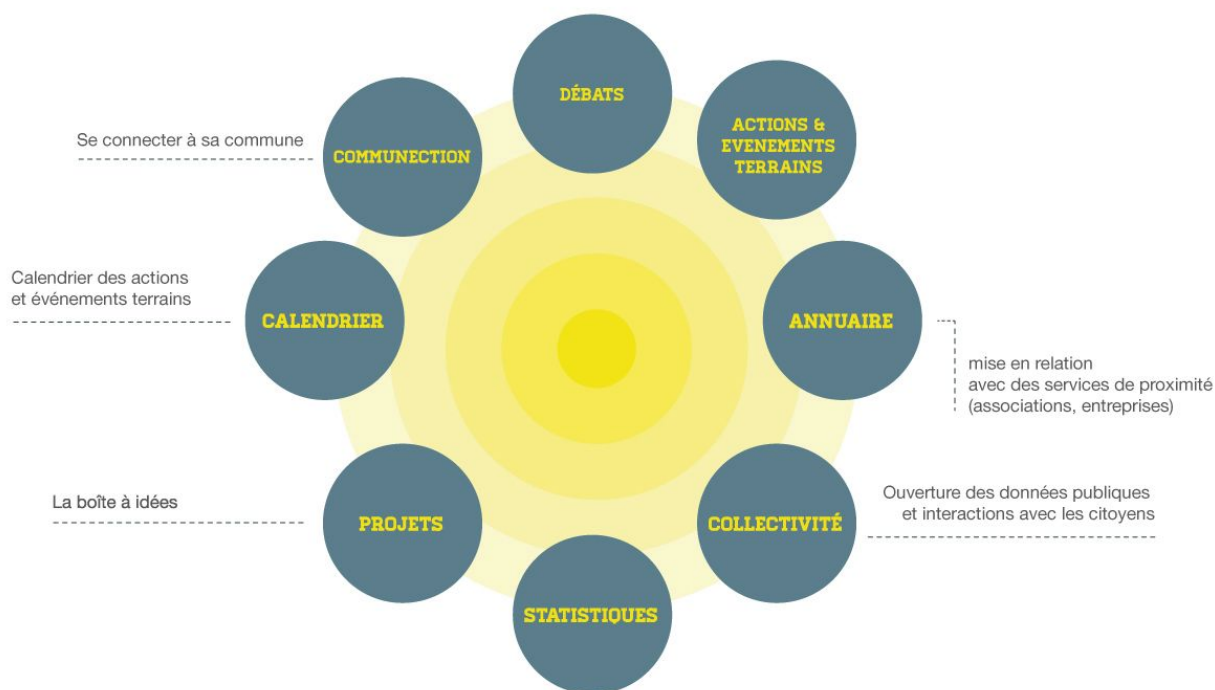 DÉBATS
ACTIONS &
EVENEMENTS
TERRAINS
Se connecter à sa commune
COMMUNECTION
Calendrier des actions
et événements terrains
CALENDRIER
ANNUAIRE
mise en relation
avec des services de proximité
(associations, entreprises)
La boîte à idées
PROJETS
COLLECTIVITÉ
Ouverture des données publiques
et interactions avec les citoyens
STATISTIQUES